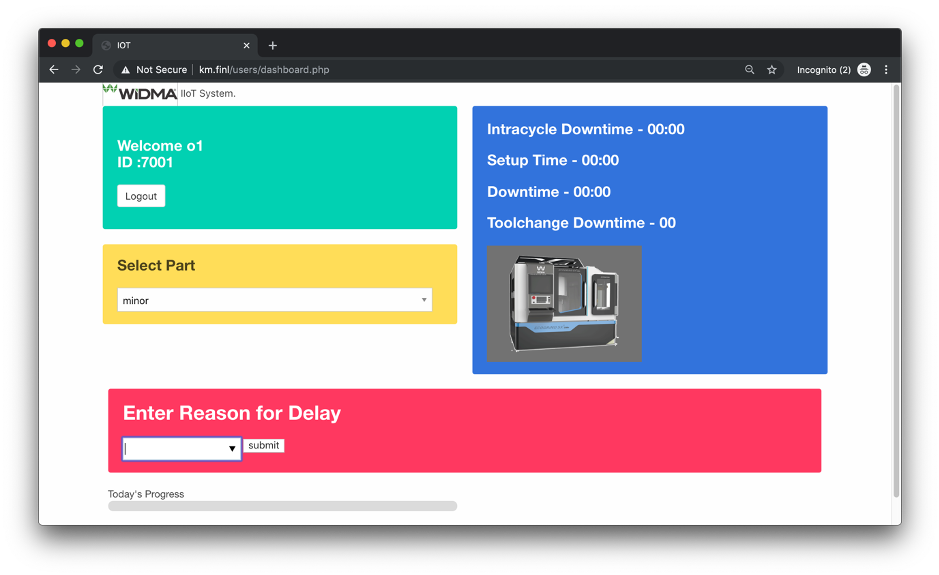 IOT
Not Secure
km.finl/users/dashboard.php
Incognito (2)
WIDMA IIoT System.
Welcome o1
ID :7001
Logout
Select Part
minor
Intracycle Downtime - 00:00
Setup Time - 00:00
Downtime - 00:00
Toolchange Downtime - 00
Enter Reason for Delay
submit
Today's Progress